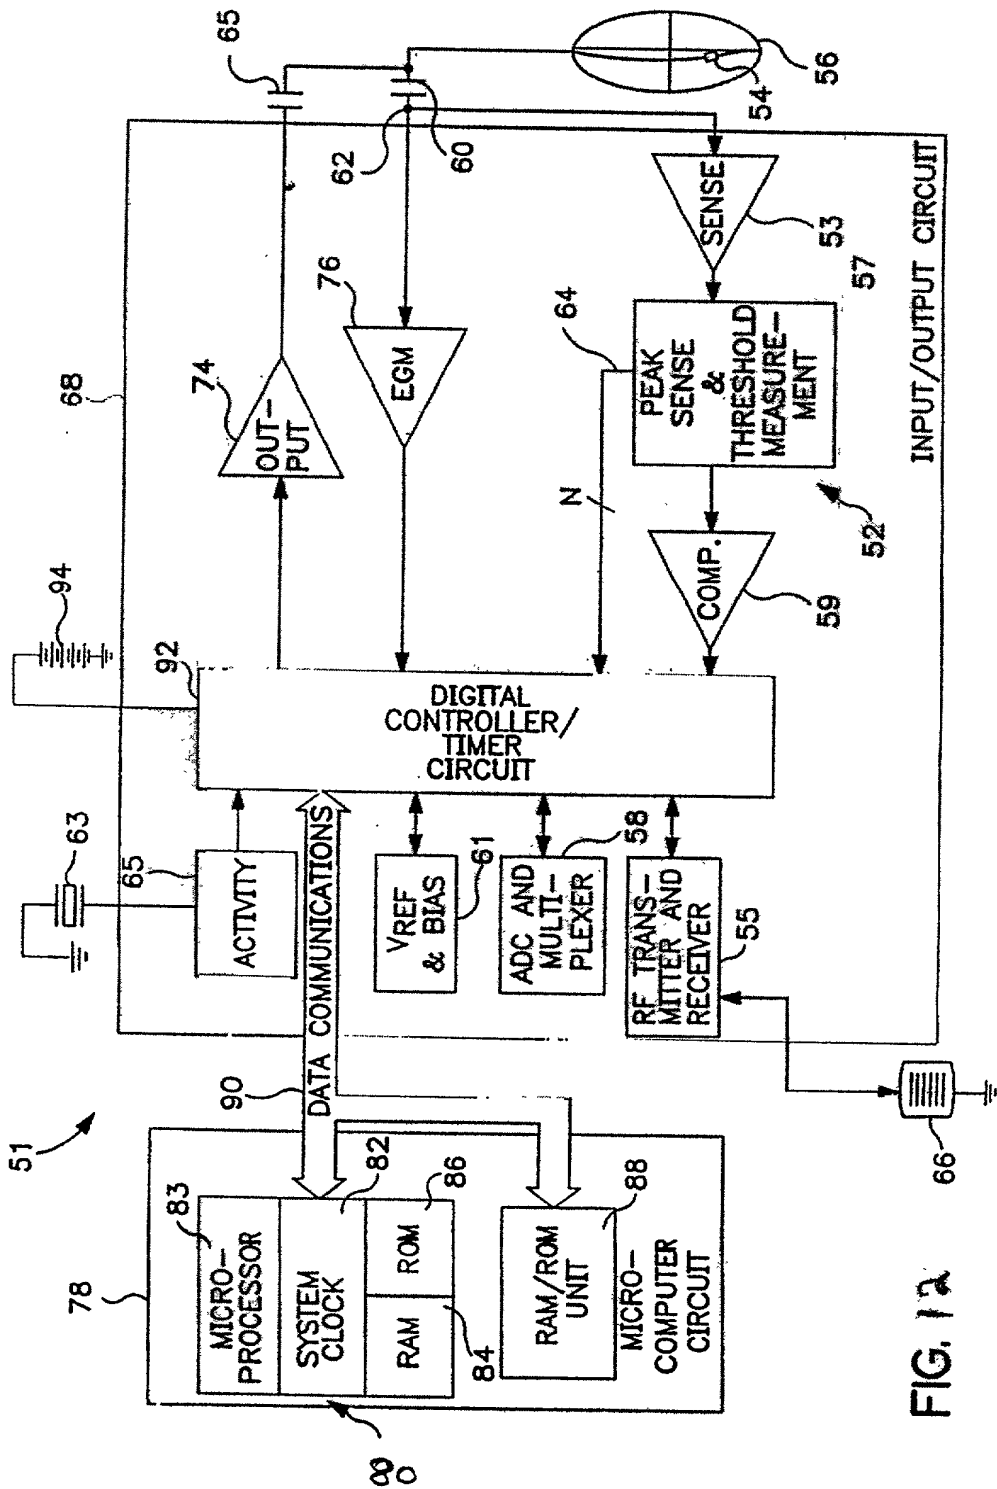 51
78
83
MICRO-
PROCESSOR
SYSTEM
CLOCK
82
RAM
ROM
86
84
80
RAM/ROM
UNIT
88
MICRO-
COMPUTER
CIRCUIT
90
DATA COMMUNICATIONS
63
65
ACTIVITY
VREF
& BIAS
61
ADC AND
MULTI-
PLEXER
58
RF TRANS-
MITTER AND
RECEIVER
55
66
94
92
DIGITAL
CONTROLLER/
TIMER
CIRCUIT
68
74
OUT-
PUT
76
EGM
65
62
60
N
64
PEAK
SENSE
&
THRESHOLD
MEASURE-
MENT
SENSE
53
57
COMP.
59
52
54
56
INPUT/OUTPUT CIRCUIT
FIG. 12